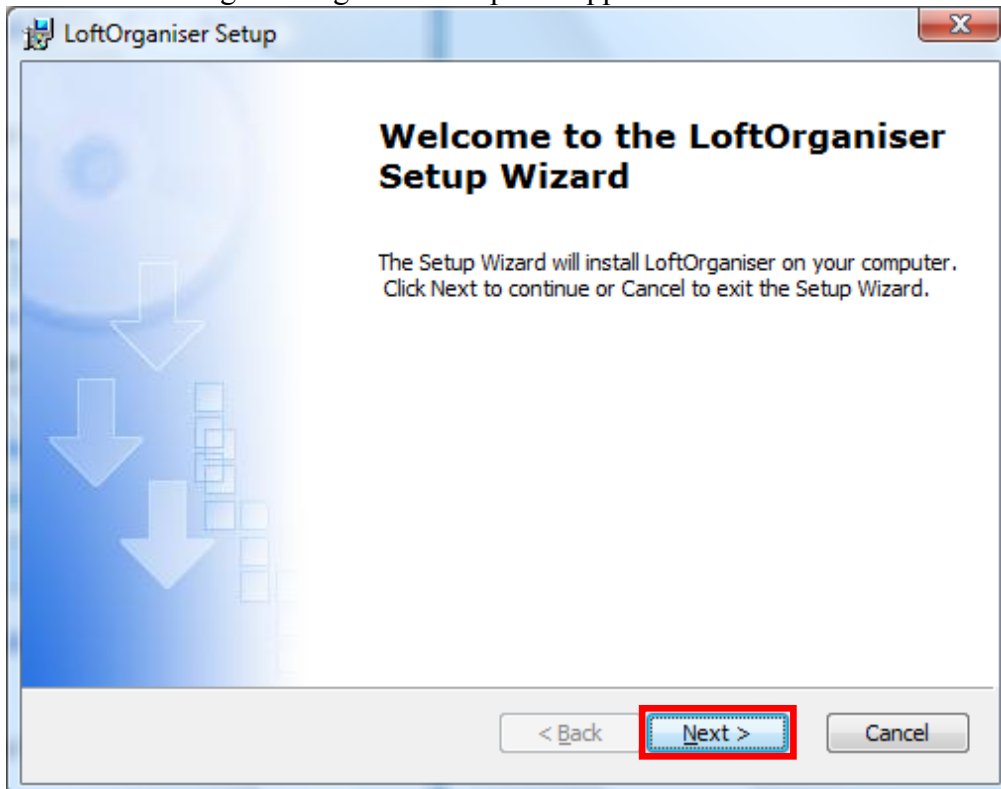 LoftOrganiser Setup
Welcome to the LoftOrganiser
Setup Wizard
The Setup Wizard will install LoftOrganiser on your computer.
Click Next to continue or Cancel to exit the Setup Wizard.
< Back Next > Cancel